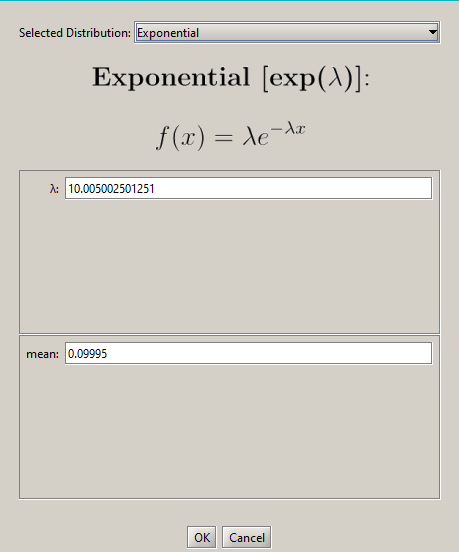 Selected Distribution: Exponential
Exponential [exp(λ)]:
f(x) = λe^{−λx}
λ: 10.005002501251
mean: 0.09995
OK Cancel